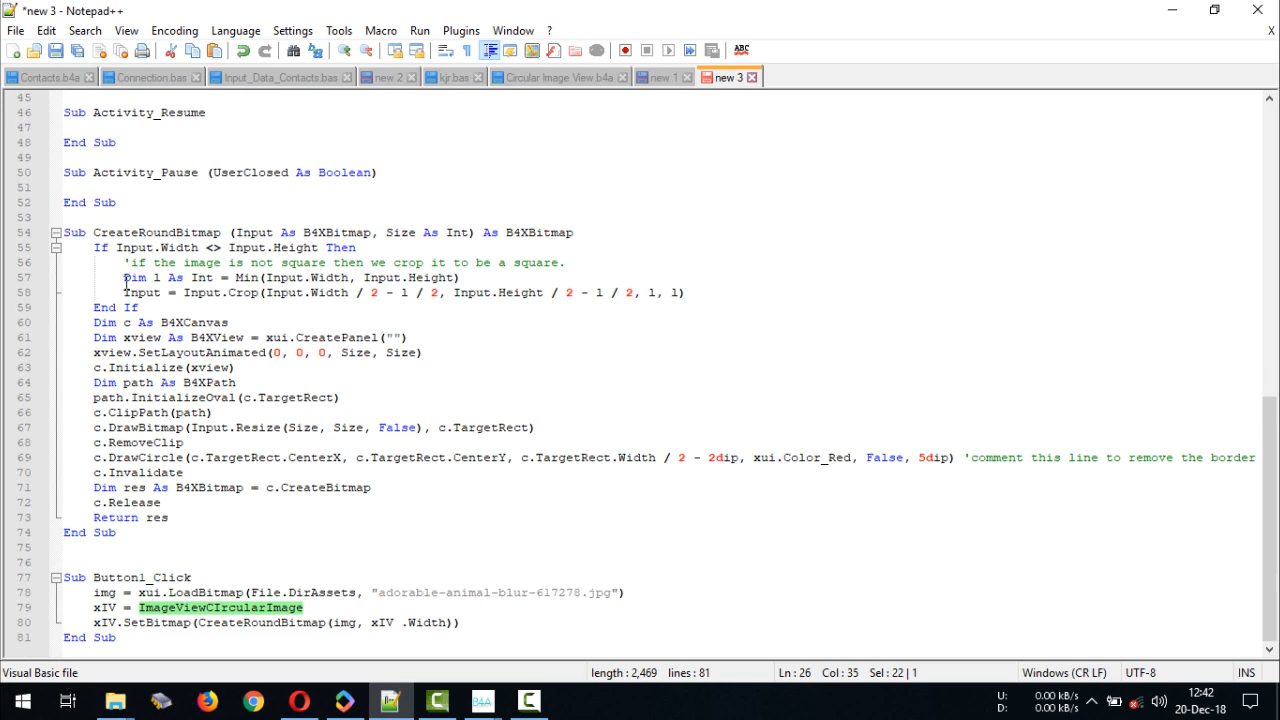 *new 3 - Notepad++
File Edit Search View Encoding Language Settings Tools Macro Run Plugins Window ?
X
ABC
Contacts.b4a Connection.bas Input_Data_Contacts.bas new 2 kjr.bas Circular Image View.b4a new 1 new 3
45
46 Sub Activity_Resume
47
48 End Sub
49
50 Sub Activity_Pause (UserClosed As Boolean)
51
52 End Sub
53
54 Sub CreateRoundBitmap (Input As B4XBitmap, Size As Int) As B4XBitmap
55 If Input.Width <> Input.Height Then
56 'if the image is not square then we crop it to be a square.
57 Dim l As Int = Min(Input.Width, Input.Height)
58 Input = Input.Crop(Input.Width / 2 - l / 2, Input.Height / 2 - l / 2, l, l)
59 End If
60 Dim c As B4XCanvas
61 Dim xview As B4XView = xui.CreatePanel("")
62 xview.SetLayoutAnimated(0, 0, 0, Size, Size)
63 c.Initialize(xview)
64 Dim path As B4XPath
65 path.InitializeOval(c.TargetRect)
66 c.ClipPath(path)
67 c.DrawBitmap(Input.Resize(Size, Size, False), c.TargetRect)
68 c.RemoveClip
69 c.DrawCircle(c.TargetRect.CenterX, c.TargetRect.CenterY, c.TargetRect.Width / 2 - 2dip, xui.Color_Red, False, 5dip) 'comment this line to remove the border
70 c.Invalidate
71 Dim res As B4XBitmap = c.CreateBitmap
72 c.Release
73 Return res
74 End Sub
75
76
77 Sub Button1_Click
78 img = xui.LoadBitmap(File.DirAssets, "adorable-animal-blur-617278.jpg")
79 xIV = ImageViewCIrcularImage
80 xIV.SetBitmap(CreateRoundBitmap(img, xIV .Width))
81 End Sub
Visual Basic file length : 2,469 lines : 81 Ln : 26 Col : 35 Sel : 22 | 1 Windows (CR LF) UTF-8 INS
B4A
U: 0.00 kB/s
D: 0.00 kB/s
12:42
20-Dec-18